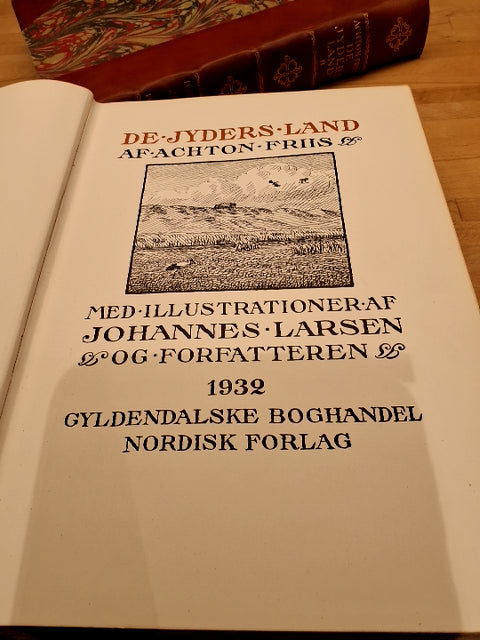 DE·JYDERS·LAND
AF·ACHTON·FRIIS
MED·ILLUSTRATIONER·AF
JOHANNES·LARSEN
OG·FORFATTEREN
1932
GYLDENDALSKE BOGHANDEL
NORDISK FORLAG